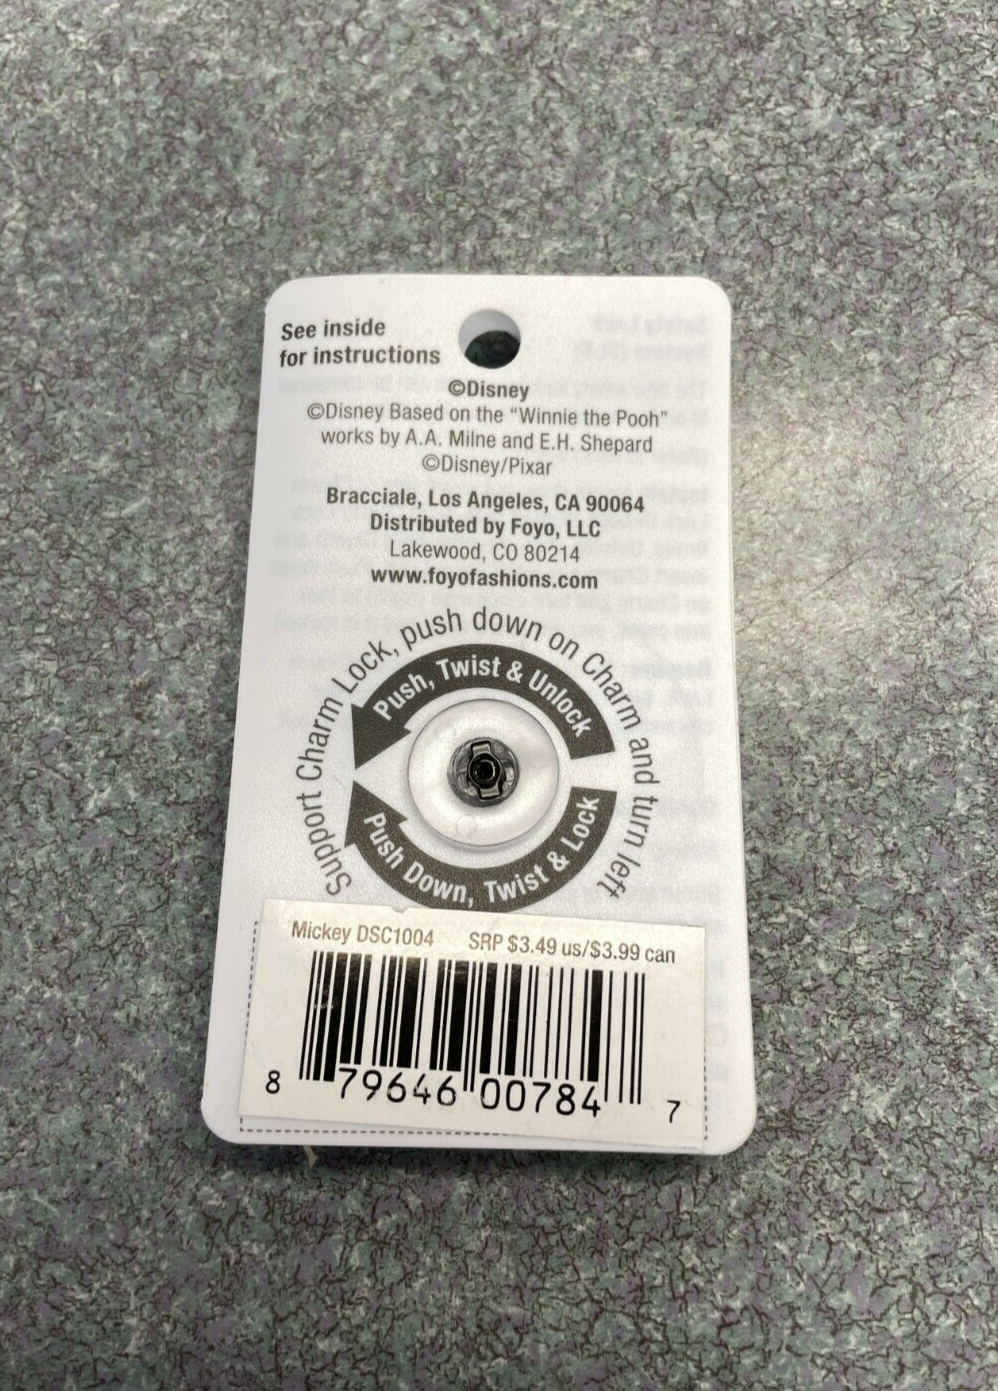 See inside
for instructions
©Disney
©Disney Based on the “Winnie the Pooh”
works by A.A. Milne and E.H. Shepard
©Disney/Pixar
Bracciale, Los Angeles, CA 90064
Distributed by Foyo, LLC
Lakewood, CO 80214
www.foyofashions.com
Support Charm Lock, push down on Charm and turn left
Push, Twist & Unlock
Push Down, Twist & Lock
Mickey DSC1004 SRP $3.49 us/$3.99 can
8 79646 00784 7